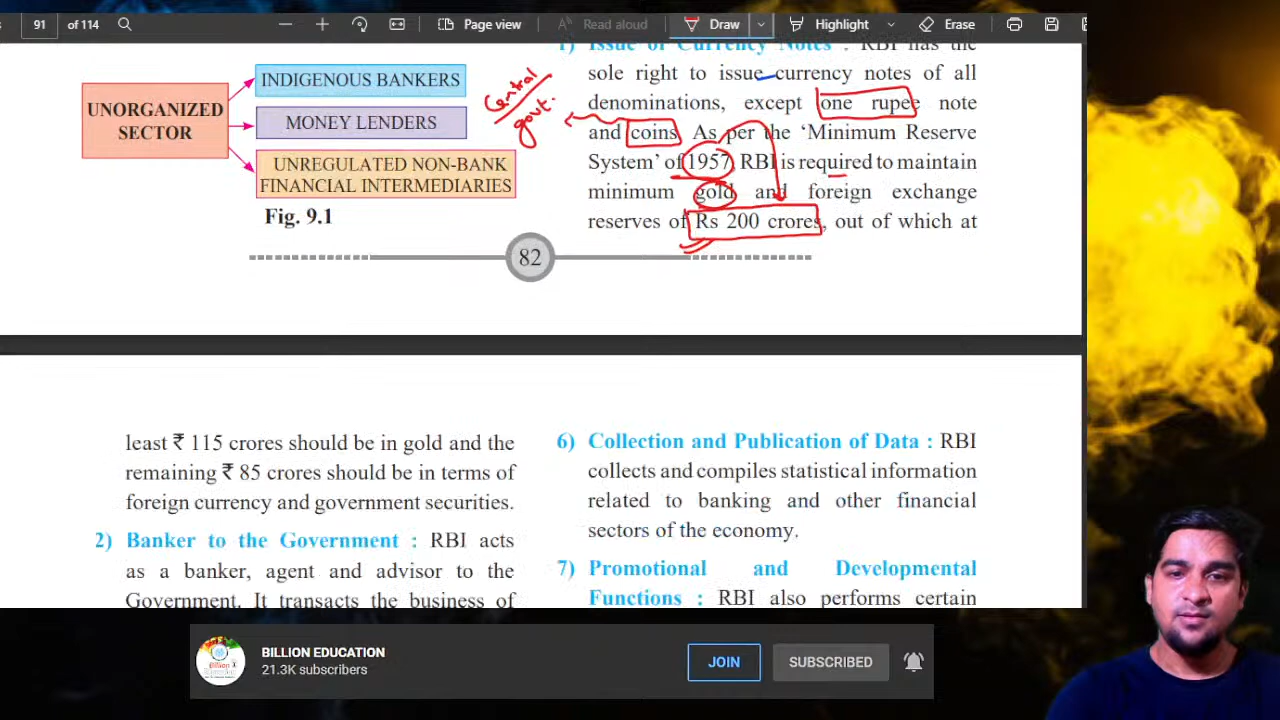 91 of 114 Page view Read aloud Draw Highlight Erase
UNORGANIZED
SECTOR
INDIGENOUS BANKERS
MONEY LENDERS
UNREGULATED NON-BANK
FINANCIAL INTERMEDIARIES
Fig. 9.1
Central
govt.
1) Issue of Currency Notes : RBI has the
sole right to issue currency notes of all
denominations, except one rupee note
and coins. As per the ‘Minimum Reserve
System’ of 1957, RBI is required to maintain
minimum gold and foreign exchange
reserves of Rs 200 crores, out of which at
82
least ₹ 115 crores should be in gold and the
remaining ₹ 85 crores should be in terms of
foreign currency and government securities.
2) Banker to the Government : RBI acts
as a banker, agent and advisor to the
Government. It transacts the business of
6) Collection and Publication of Data : RBI
collects and compiles statistical information
related to banking and other financial
sectors of the economy.
7) Promotional and Developmental
Functions : RBI also performs certain
BILLION EDUCATION
21.3K subscribers
JOIN
SUBSCRIBED